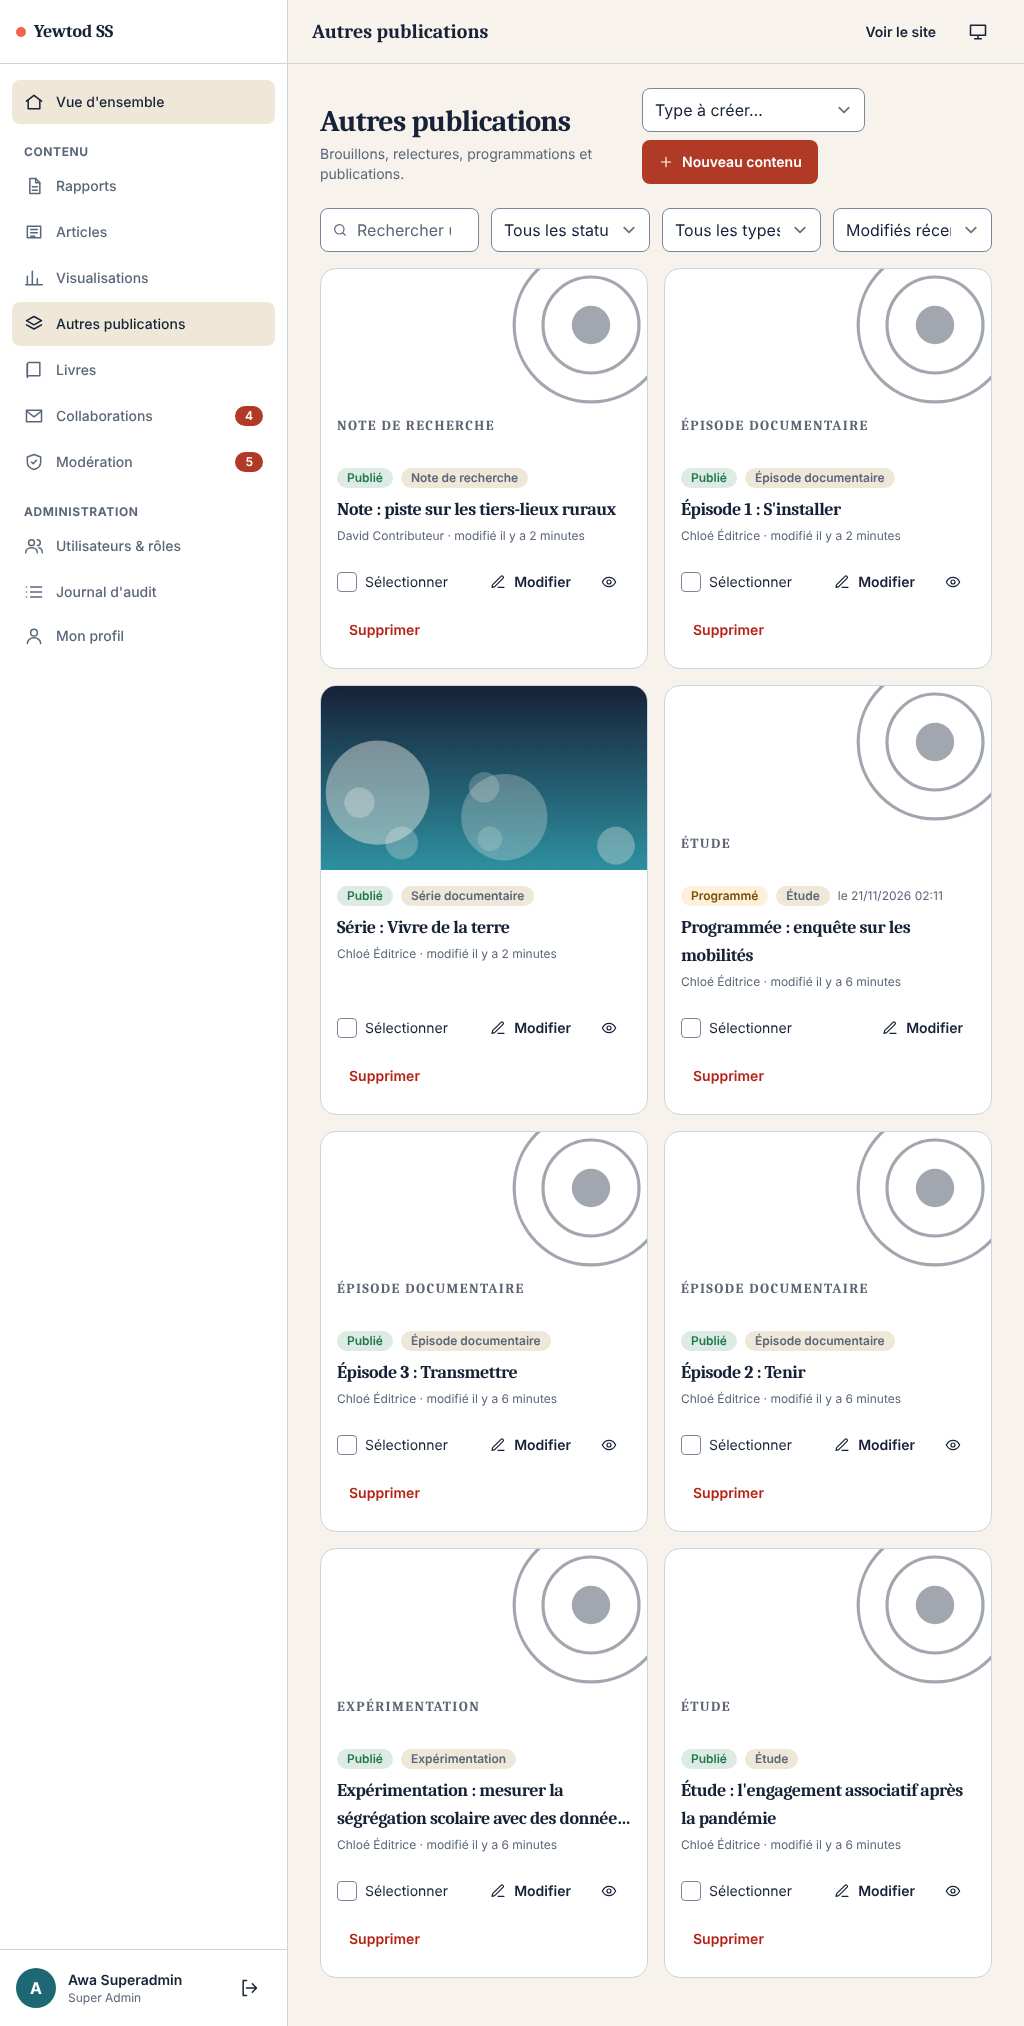 Yewtod SS
Autres publications
Voir le site
Vue d'ensemble
CONTENU
Rapports
Articles
Visualisations
Autres publications
Livres
Collaborations
4
Modération
5
ADMINISTRATION
Utilisateurs & rôles
Journal d'audit
Mon profil
Awa Superadmin
Super Admin
A
Autres publications
Brouillons, relectures, programmations et
publications.
Type à créer...
Nouveau contenu
Rechercher
Tous les statu
Tous les types
Modifiés récen
NOTE DE RECHERCHE
Publié
Note de recherche
Note : piste sur les tiers-lieux ruraux
David Contributeur · modifié il y a 2 minutes
Sélectionner
Modifier
Supprimer
ÉPISODE DOCUMENTAIRE
Publié
Épisode documentaire
Épisode 1 : S'installer
Chloé Éditrice · modifié il y a 2 minutes
Sélectionner
Modifier
Supprimer
Publié
Série documentaire
Série : Vivre de la terre
Chloé Éditrice · modifié il y a 2 minutes
Sélectionner
Modifier
Supprimer
ÉTUDE
Programmé
Étude
le 21/11/2026 02:11
Programmée : enquête sur les
mobilités
Chloé Éditrice · modifié il y a 6 minutes
Sélectionner
Modifier
Supprimer
ÉPISODE DOCUMENTAIRE
Publié
Épisode documentaire
Épisode 3 : Transmettre
Chloé Éditrice · modifié il y a 6 minutes
Sélectionner
Modifier
Supprimer
ÉPISODE DOCUMENTAIRE
Publié
Épisode documentaire
Épisode 2 : Tenir
Chloé Éditrice · modifié il y a 6 minutes
Sélectionner
Modifier
Supprimer
EXPÉRIMENTATION
Publié
Expérimentation
Expérimentation : mesurer la
ségrégation scolaire avec des donnée...
Chloé Éditrice · modifié il y a 6 minutes
Sélectionner
Modifier
Supprimer
ÉTUDE
Publié
Étude
Étude : l'engagement associatif après
la pandémie
Chloé Éditrice · modifié il y a 6 minutes
Sélectionner
Modifier
Supprimer